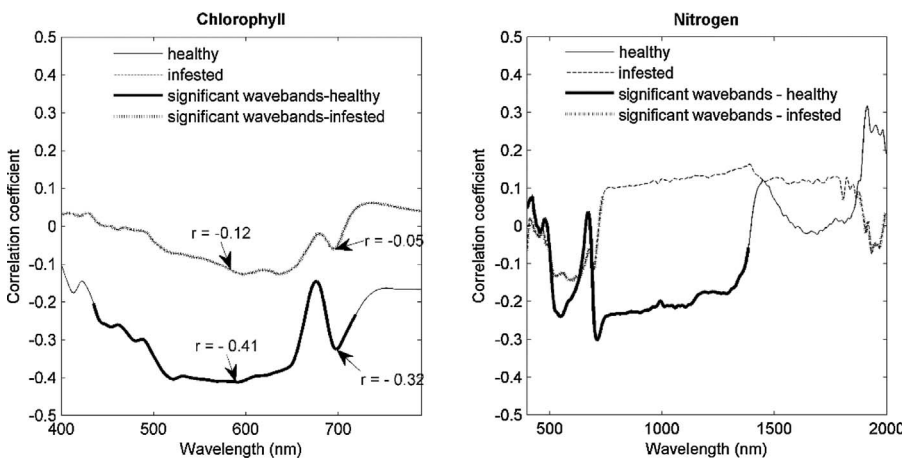 Chlorophyll
0.5
0.4
0.3
0.2
0.1
0
-0.1
-0.2
-0.3
-0.4
-0.5
Correlation coefficient
healthy
infested
significant wavebands-healthy
significant wavebands-infested
r = -0.12
r = -0.05
r = - 0.41
r = - 0.32
400
500
600
700
Wavelength (nm)
Nitrogen
0.5
0.4
0.3
0.2
0.1
0
-0.1
-0.2
-0.3
-0.4
-0.5
Correlation coefficient
healthy
infested
significant wavebands - healthy
significant wavebands - infested
500
1000
1500
2000
Wavelength (nm)